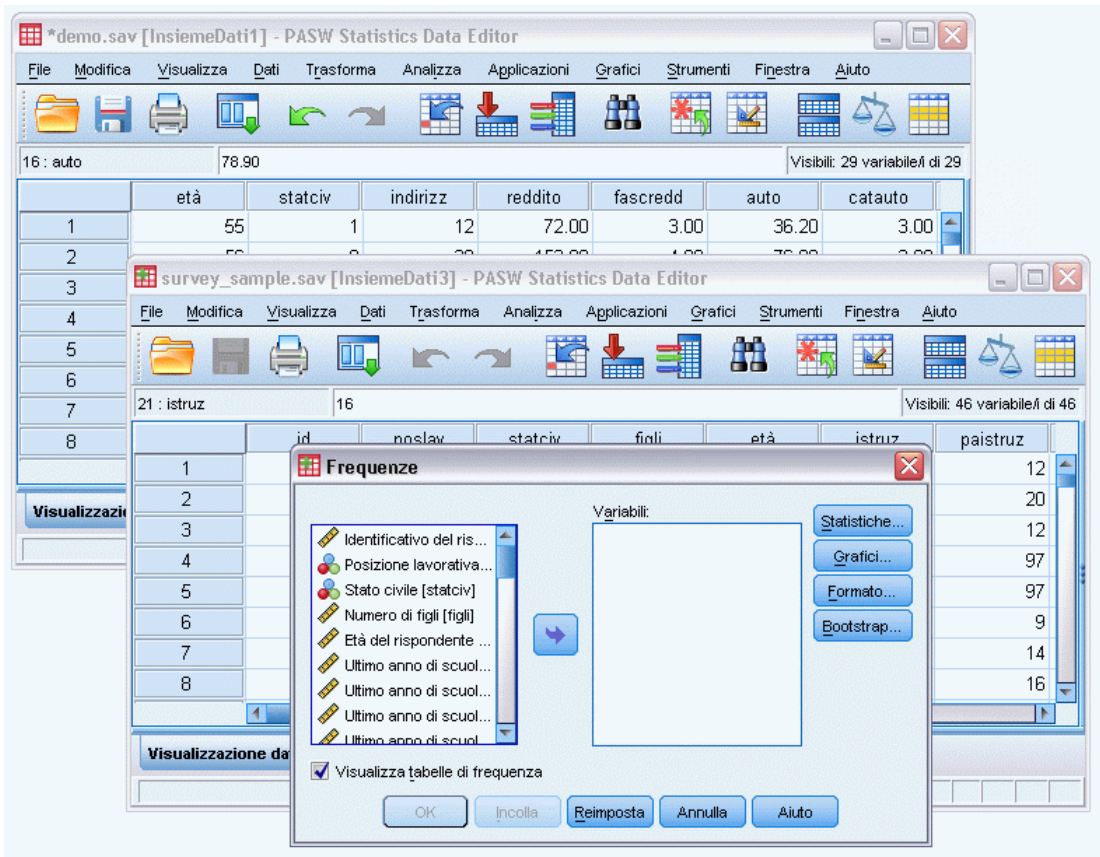 *demo.sav [InsiemeDati1] - PASW Statistics Data Editor
File Modifica Visualizza Dati Trasforma Analizza Applicazioni Grafici Strumenti Finestra Aiuto
16 : auto 78.90 Visibili: 29 variabile/i di 29
età statciv indirizz reddito fascredd auto catauto
1 55 1 12 72.00 3.00 36.20 3.00
2
3
4
5
6
7
8
Visualizzazio
survey_sample.sav [InsiemeDati3] - PASW Statistics Data Editor
File Modifica Visualizza Dati Trasforma Analizza Applicazioni Grafici Strumenti Finestra Aiuto
21 : istruz 16 Visibili: 46 variabile/i di 46
id poslav statciv figli età istruz paistruz
1 12
2 20
3 12
4 97
5 97
6 9
7 14
8 16
Visualizzazione da
Frequenze
Identificativo del ris...
Posizione lavorativa...
Stato civile [statciv]
Numero di figli [figli]
Età del rispondente ...
Ultimo anno di scuol...
Ultimo anno di scuol...
Ultimo anno di scuol...
Ultimo anno di scuol...
Variabili:
Statistiche...
Grafici...
Formato...
Bootstrap...
Visualizza tabelle di frequenza
OK Incolla Reimposta Annulla Aiuto